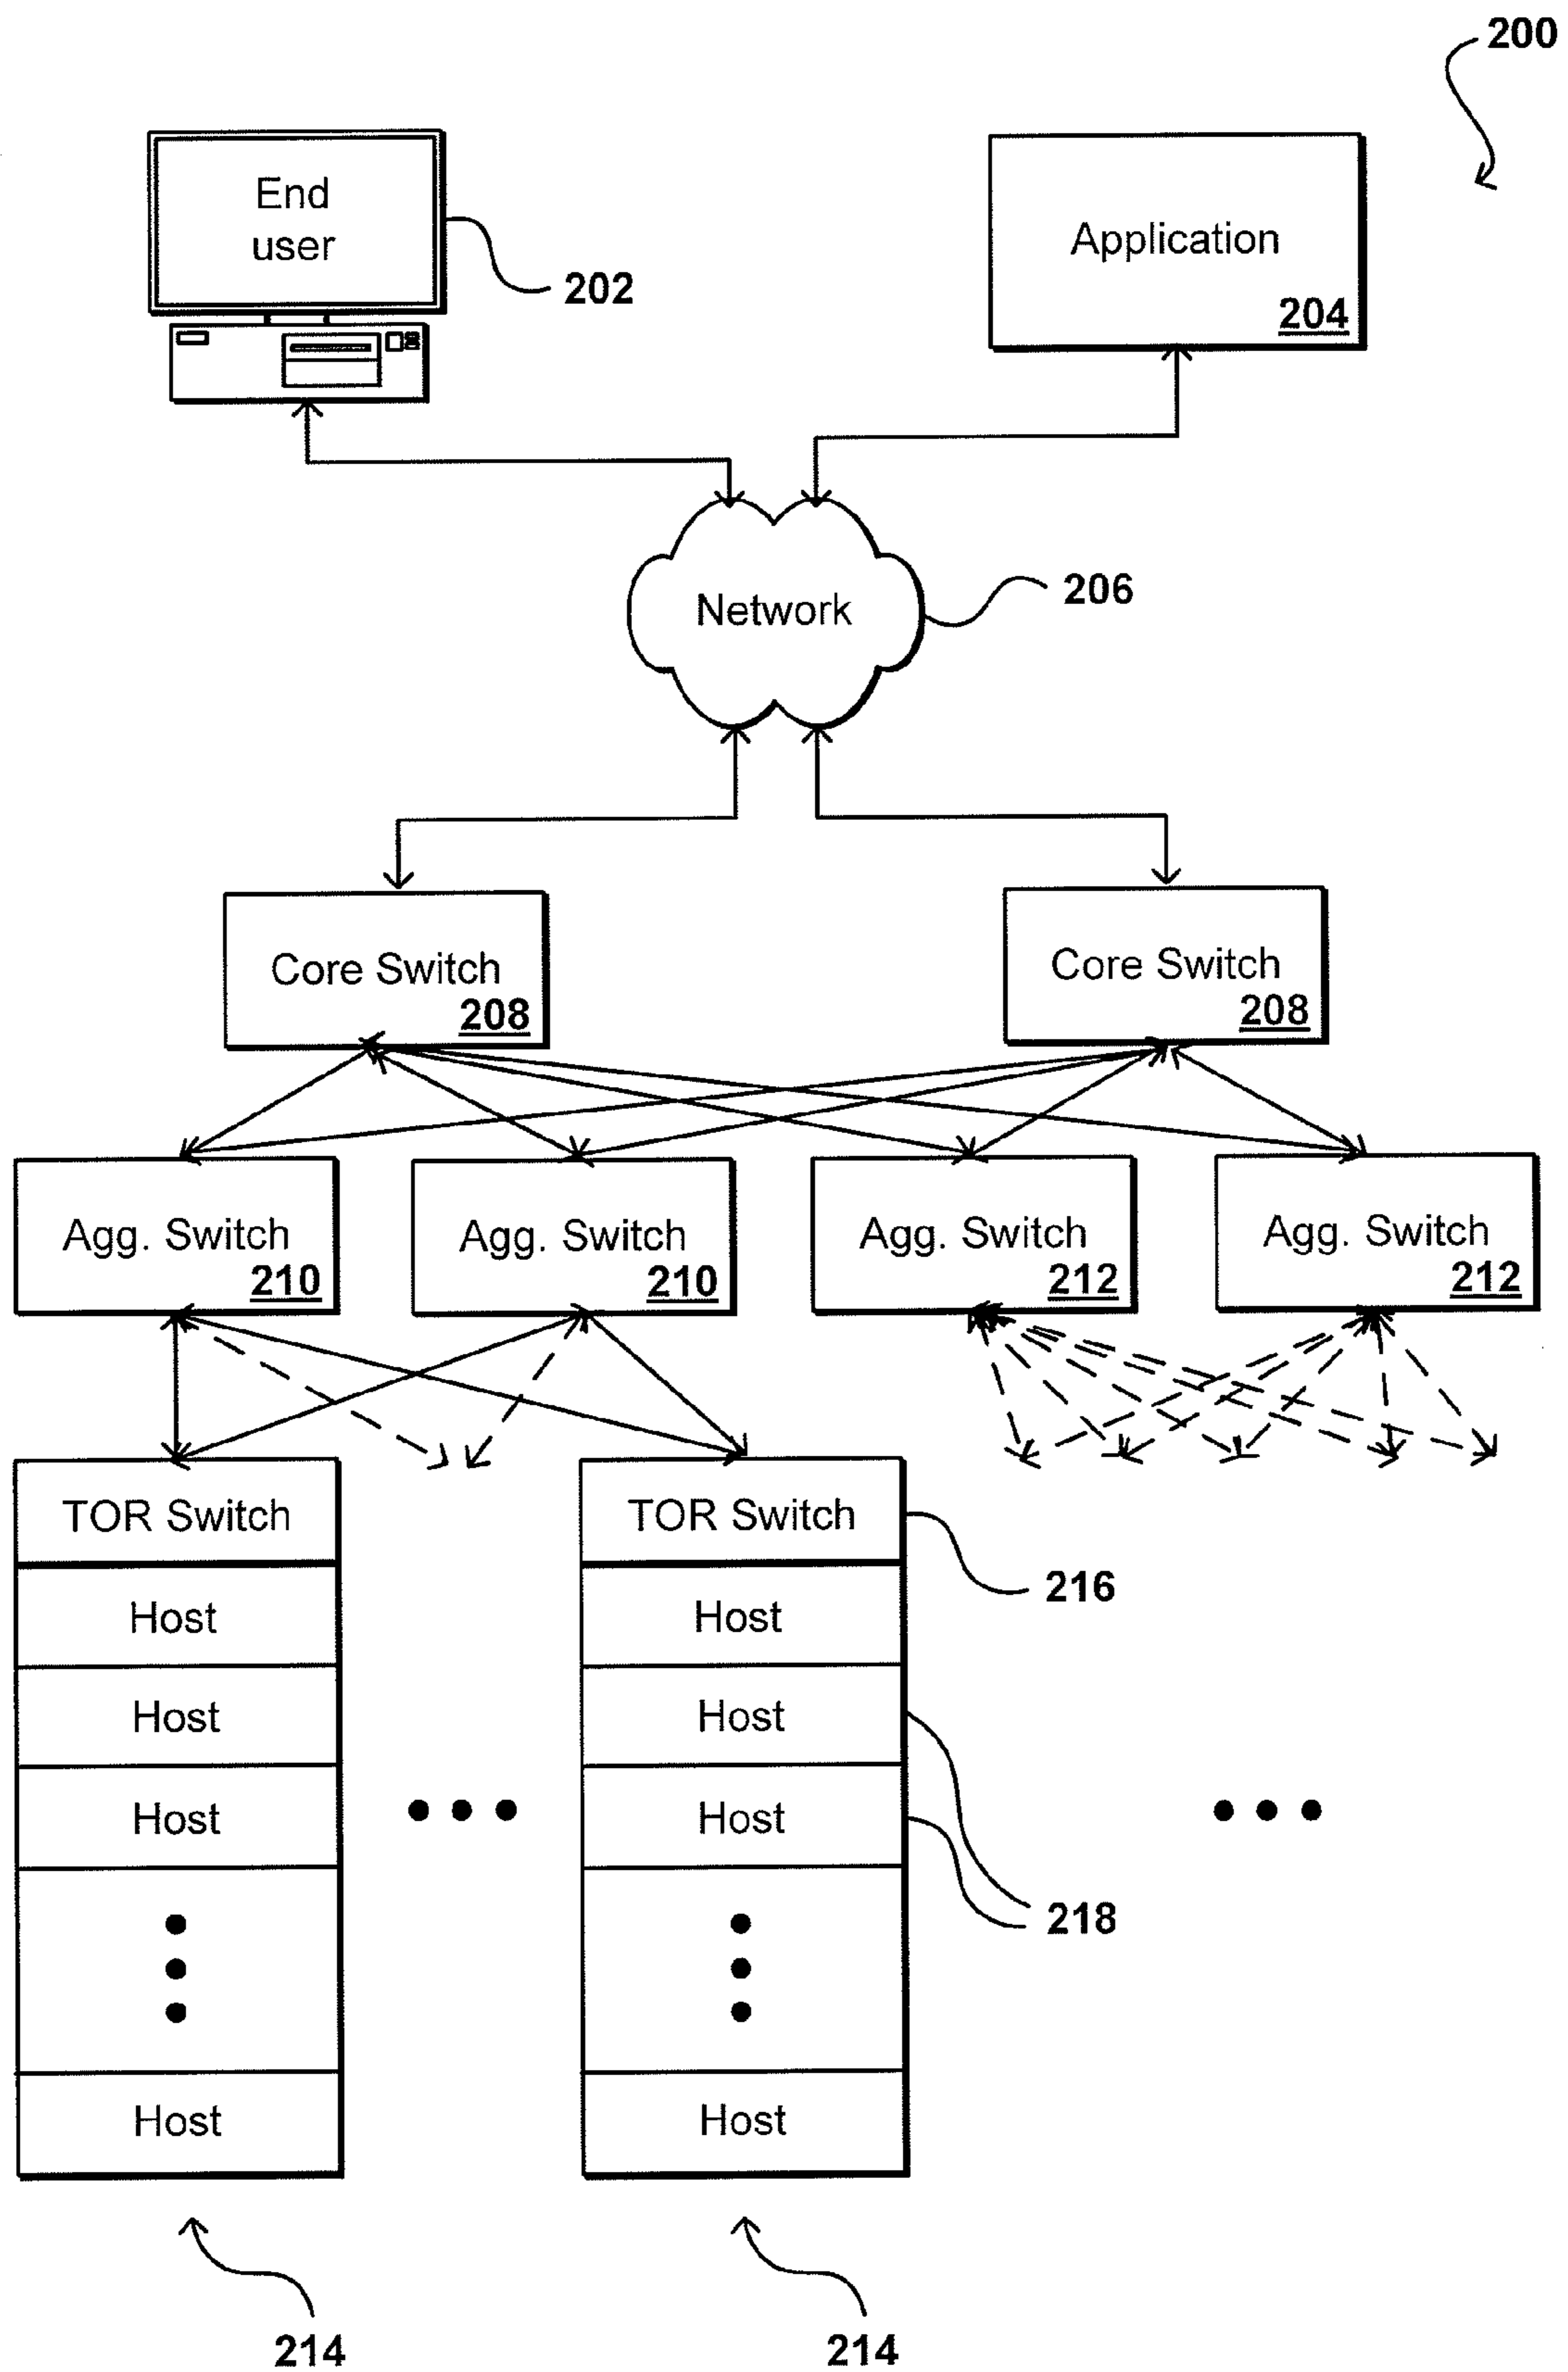 200
End
user
202
Application
204
Network
206
Core Switch
208
Core Switch
208
Agg. Switch
210
Agg. Switch
210
Agg. Switch
212
Agg. Switch
212
TOR Switch
Host
Host
Host
Host
TOR Switch
216
Host
Host
Host
218
Host
214
214